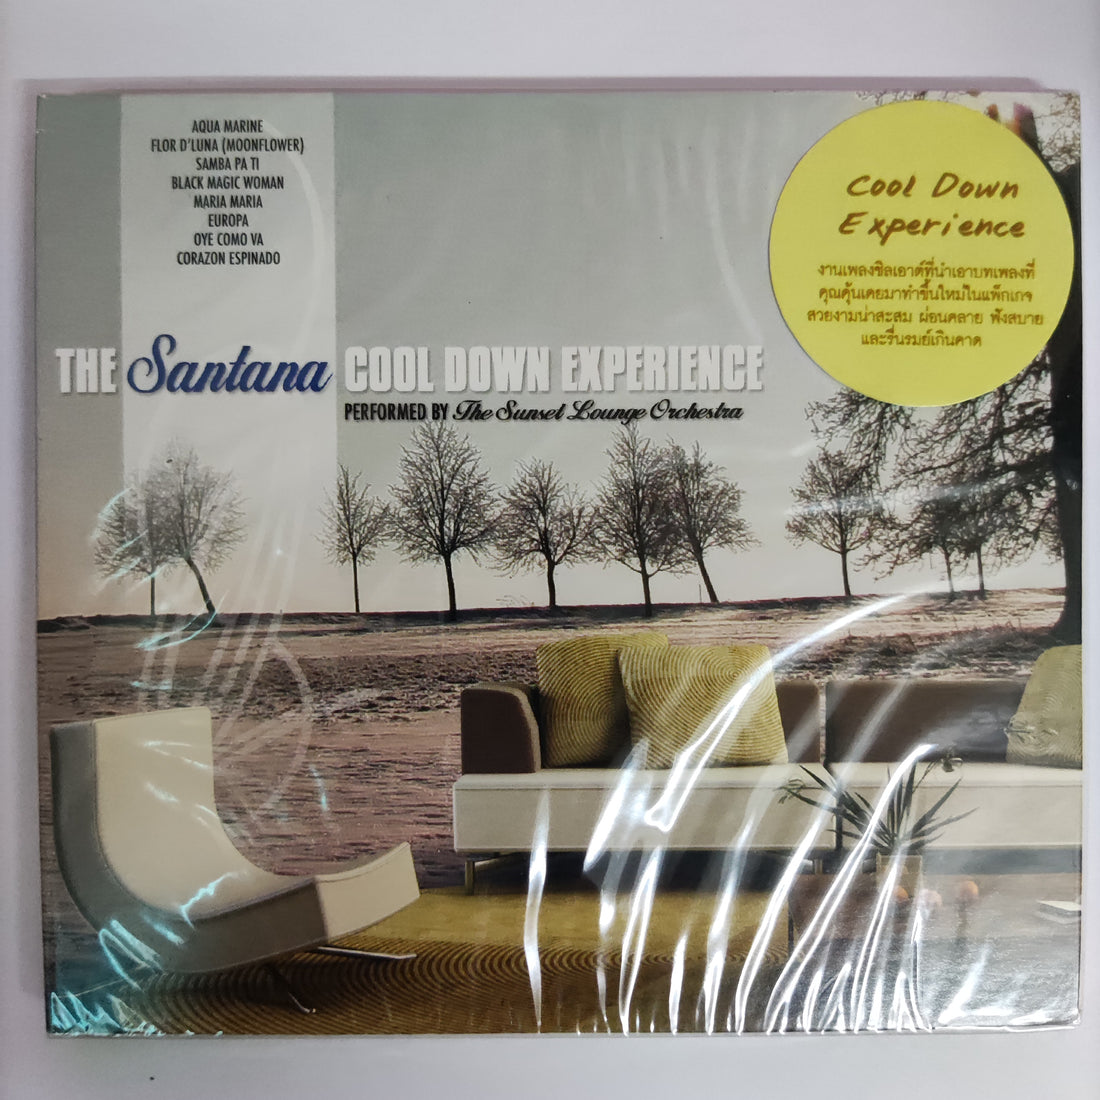 AQUA MARINE
FLOR D'LUNA (MOONFLOWER)
SAMBA PA TI
BLACK MAGIC WOMAN
MARIA MARIA
EUROPA
OYE COMO VA
CORAZON ESPINADO
THE Santana COOL DOWN EXPERIENCE
PERFORMED BY The Sunset Lounge Orchestra
Cool Down
Experience
งานเพลงชิลเอาต์ที่นำเอาบทเพลงที่
คุณคุ้นเคยมาทำขึ้นใหม่ในแพ็กเกจ
สวยงามน่าสะสม ผ่อนคลาย ฟังสบาย
และรื่นรมย์เกินคาด